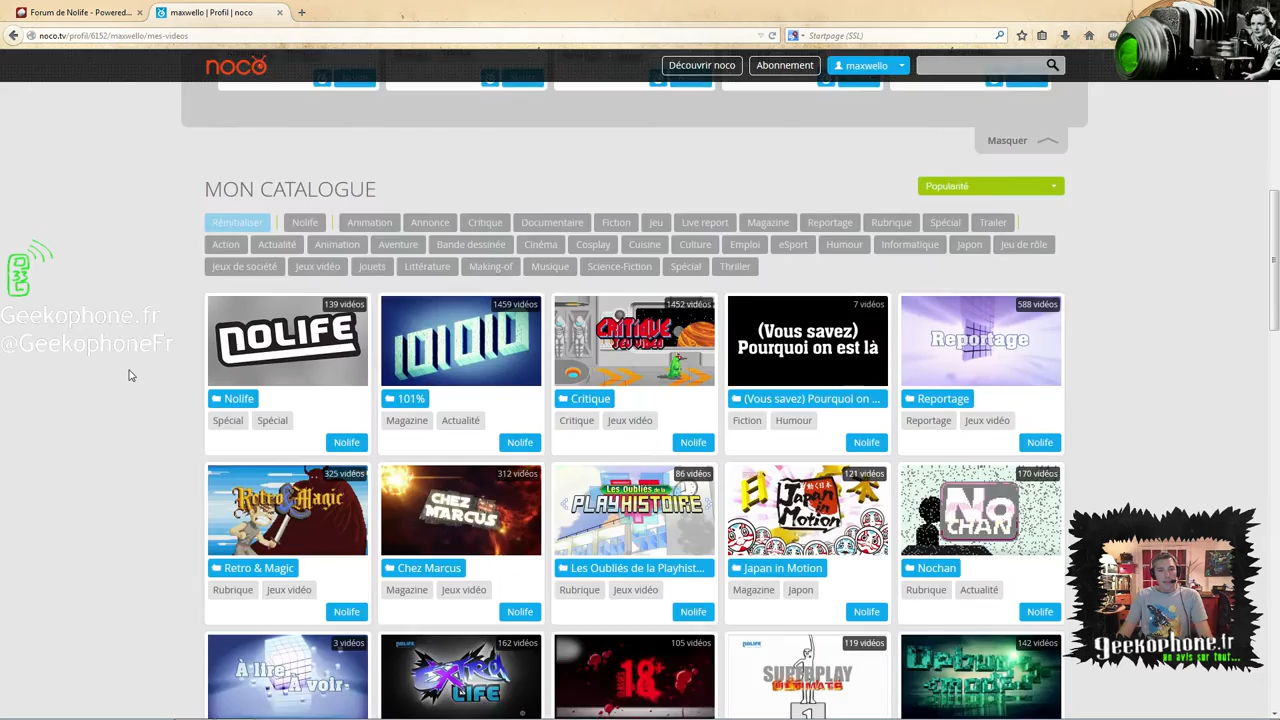 Forum de Nolife - Powered...
maxwello | Profil | noco
noco.tv/profil/6152/maxwello/mes-videos
Startpage (SSL)
noco
Découvrir noco
Abonnement
maxwello
Masquer
MON CATALOGUE
Popularité
Réinitialiser Nolife Animation Annonce Critique Documentaire Fiction Jeu Live report Magazine Reportage Rubrique Spécial Trailer
Action Actualité Animation Aventure Bande dessinée Cinéma Cosplay Cuisine Culture Emploi eSport Humour Informatique Japon Jeu de rôle
Jeux de société Jeux vidéo Jouets Littérature Making-of Musique Science-Fiction Spécial Thriller
Geekophone.fr
@GeekophoneFr
139 vidéos
NOLIFE
Nolife
Spécial Spécial
Nolife
1459 vidéos
101%
Magazine Actualité
Nolife
1452 vidéos
CRITIQUE
JEU VIDÉO
Critique
Critique Jeux vidéo
Nolife
7 vidéos
(Vous savez)
Pourquoi on est là
(Vous savez) Pourquoi on ...
Fiction Humour
Nolife
588 vidéos
Reportage
Reportage
Reportage Jeux vidéo
Nolife
325 vidéos
Retro & Magic
Retro & Magic
Rubrique Jeux vidéo
Nolife
312 vidéos
CHEZ
MARCUS
Chez Marcus
Magazine Jeux vidéo
Nolife
86 vidéos
Les Oubliés de la
PLAYHISTOIRE
Les Oubliés de la Playhist...
Rubrique Jeux vidéo
Nolife
121 vidéos
Japan in
Motion
Japan in Motion
Magazine Japon
Nolife
170 vidéos
No
CHAN
Nochan
Rubrique Actualité
Nolife
3 vidéos
À lire
À voir
162 vidéos
NOLIFE
EXTRA
LIFE
105 vidéos
18+
119 vidéos
NOLIFE
SUPERPLAY
ULTIMATE
1
142 vidéos
geekophone.fr
un avis sur tout...